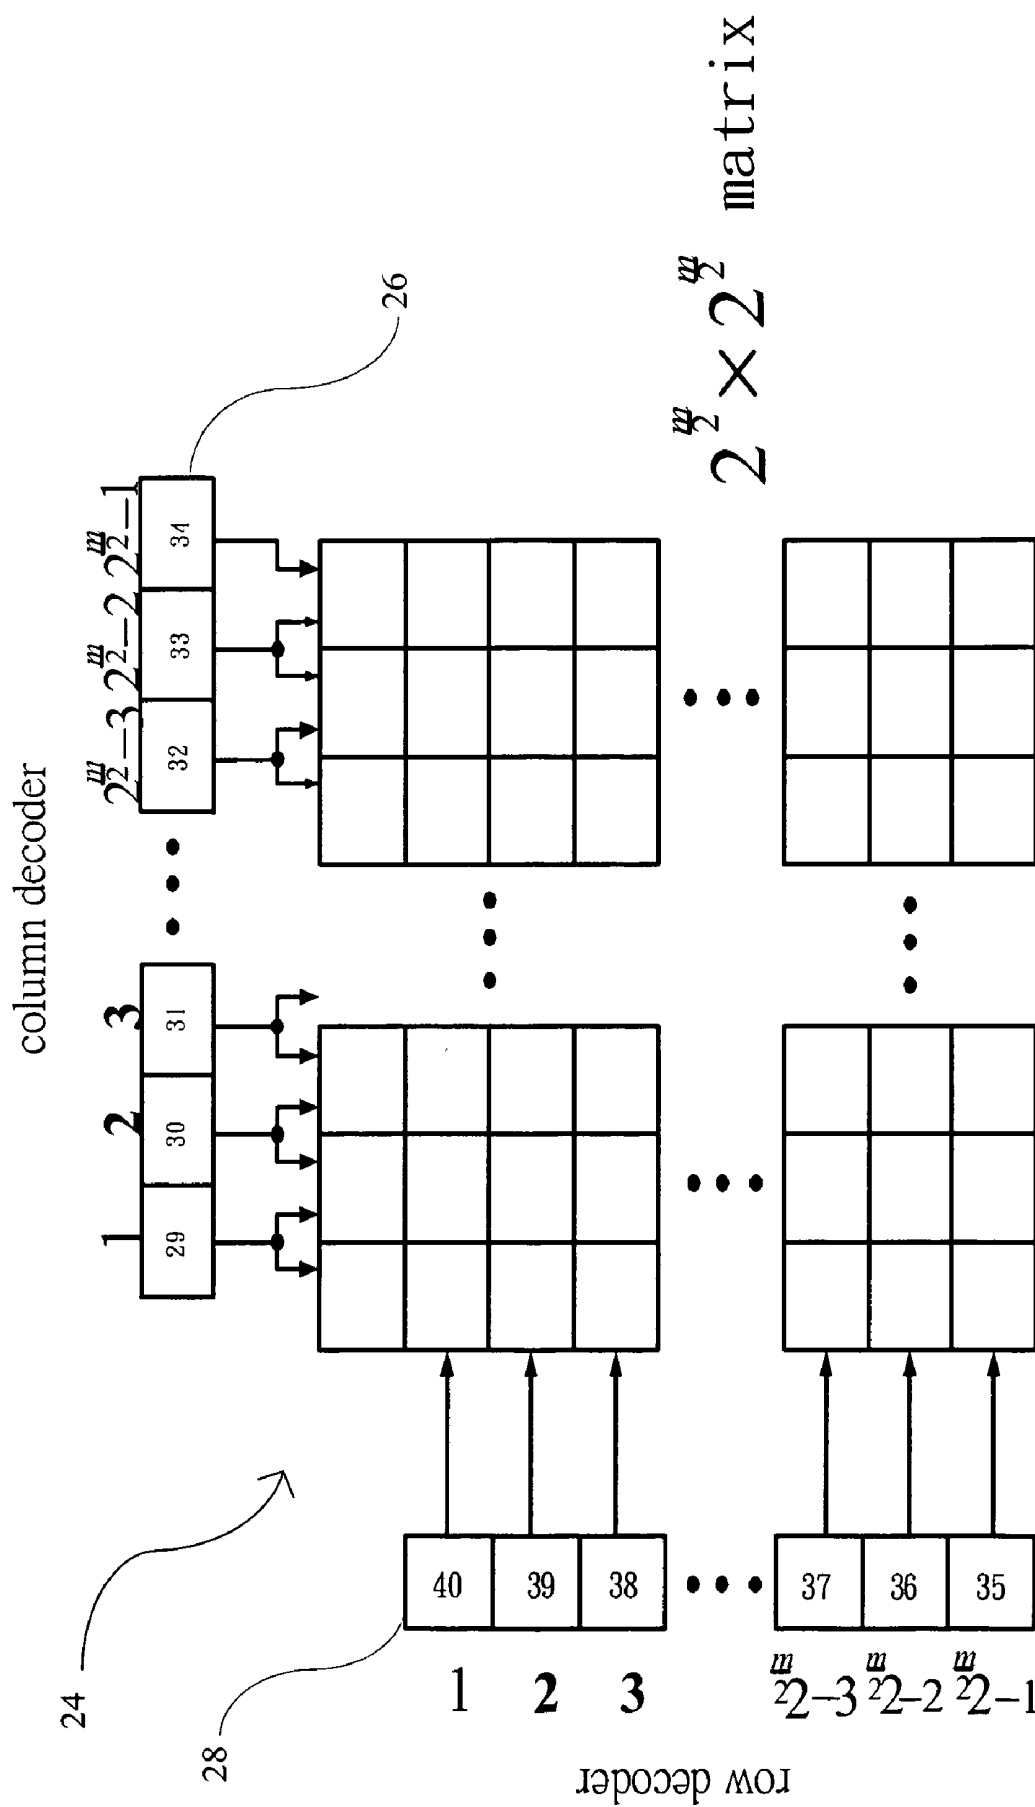 column decoder
1 2 3 2^{m/2}-3 2^{m/2}-2 2^{m/2}-1
29 30 31 32 33 34
26
24
28
40
39
38
37
36
35
1
2
3
2^{m/2}-3
2^{m/2}-2
2^{m/2}-1
row decoder
2^{m/2} × 2^{m/2} matrix